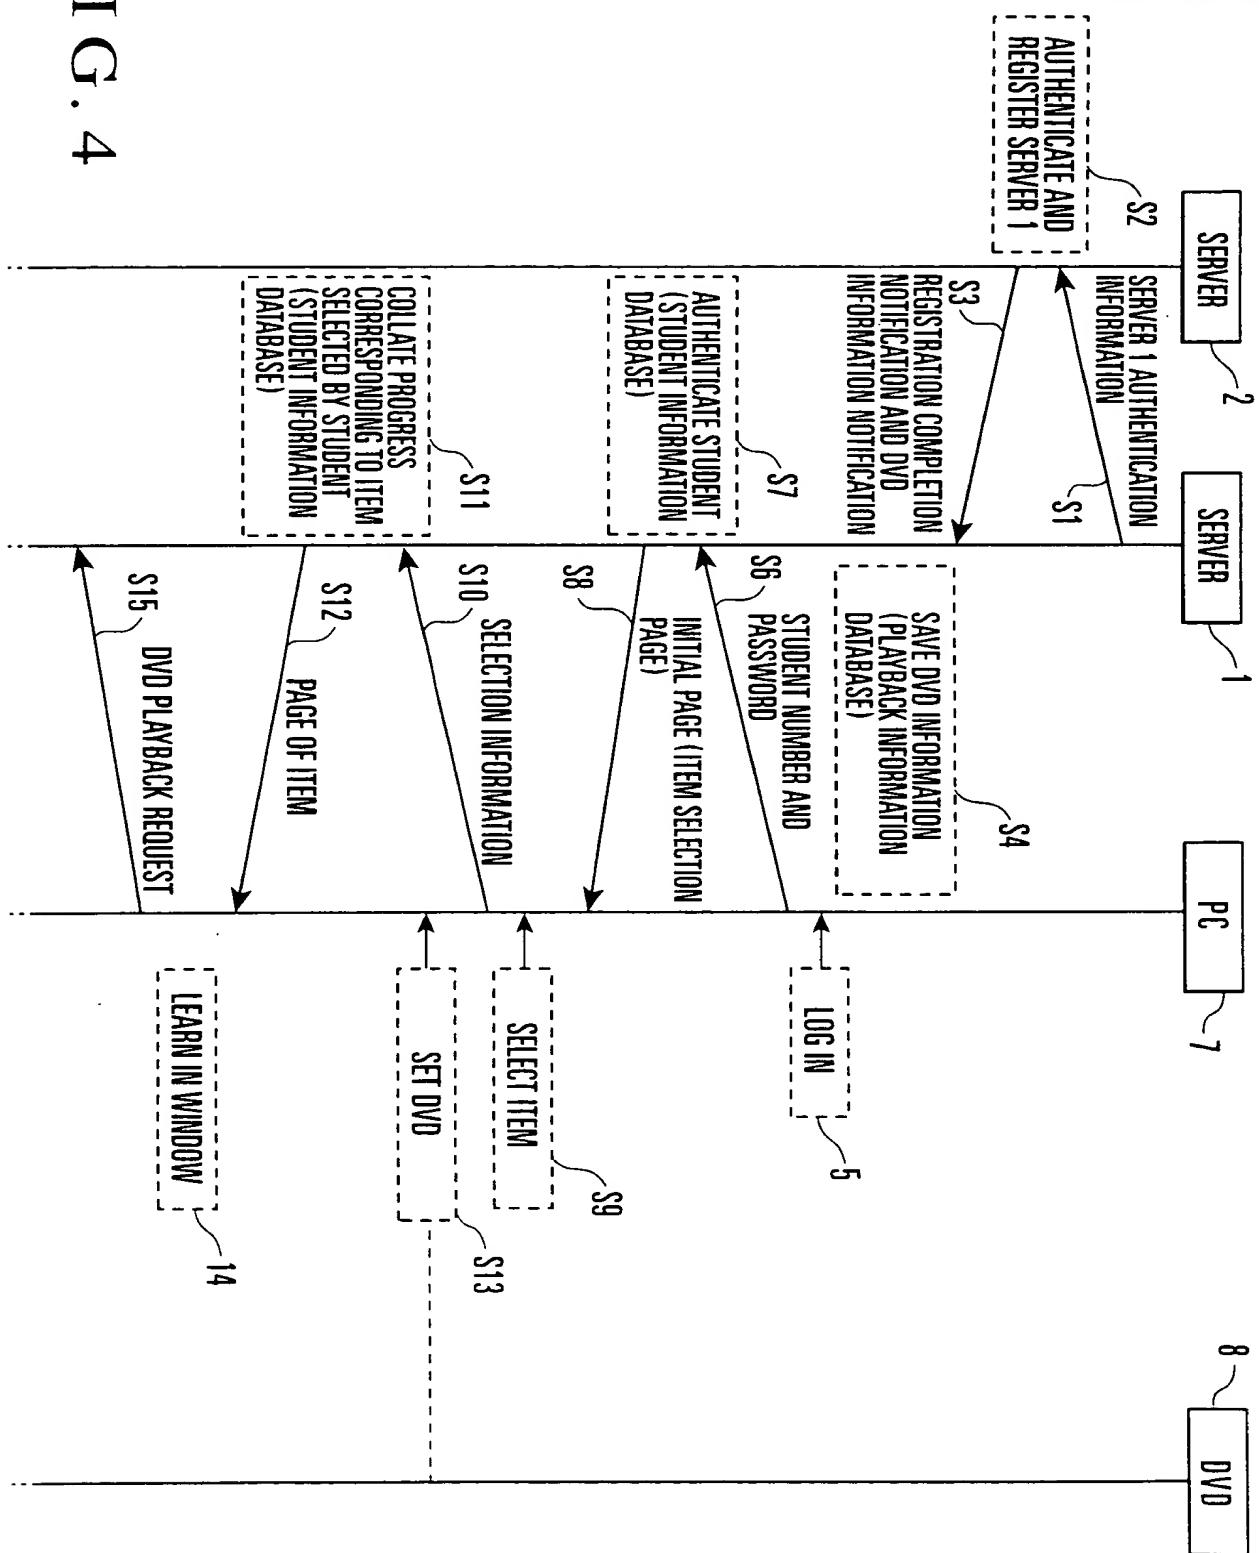 SERVER
2
SERVER
1
PC
7
8
DVD
SERVER 1 AUTHENTICATION
INFORMATION
S1
S2
AUTHENTICATE AND
REGISTER SERVER 1
S3
REGISTRATION COMPLETION
NOTIFICATION AND DVD
INFORMATION NOTIFICATION
S4
SAVE DVD INFORMATION
(PLAYBACK INFORMATION
DATABASE)
LOG IN
5
S6
STUDENT NUMBER AND
PASSWORD
S7
AUTHENTICATE STUDENT
(STUDENT INFORMATION
DATABASE)
S8
INITIAL PAGE (ITEM SELECTION
PAGE)
SELECT ITEM
S9
S10
SELECTION INFORMATION
SET DVD
S13
S11
COLLATE PROGRESS
CORRESPONDING TO ITEM
SELECTED BY STUDENT
(STUDENT INFORMATION
DATABASE)
S12
PAGE OF ITEM
LEARN IN WINDOW
14
S15
DVD PLAYBACK REQUEST
IG. 4